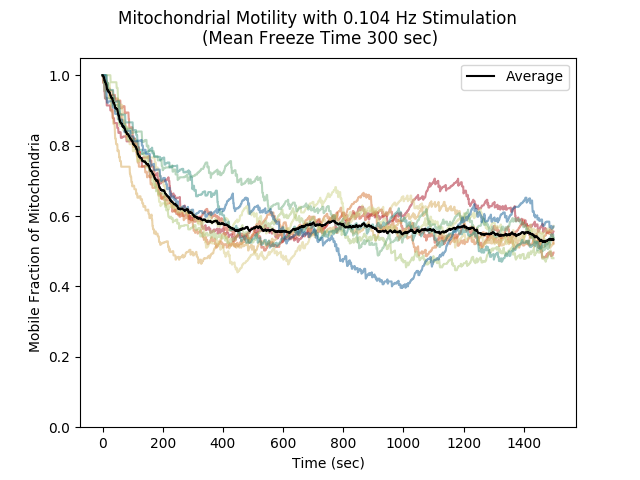 Mitochondrial Motility with 0.104 Hz Stimulation
(Mean Freeze Time 300 sec)
Average
1.0
0.8
0.6
0.4
0.2
0.0
Mobile Fraction of Mitochondria
0 200 400 600 800 1000 1200 1400
Time (sec)